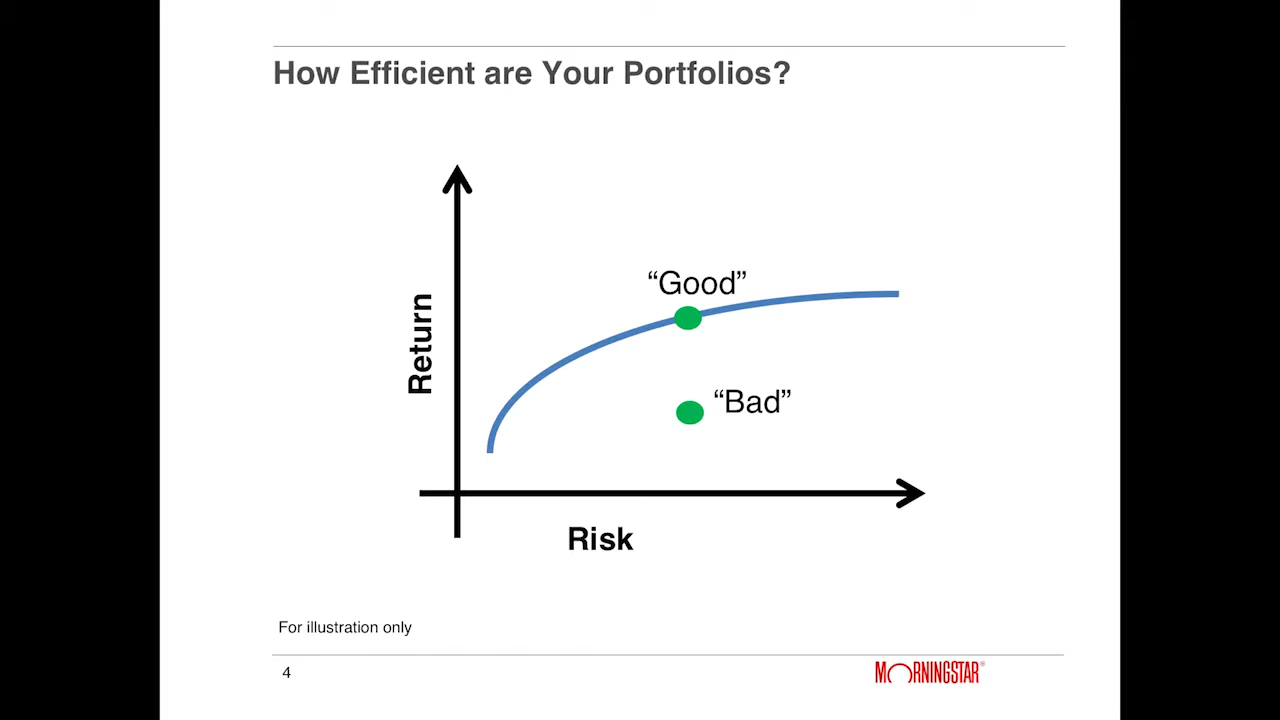 How Efficient are Your Portfolios?
“Good”
Return
“Bad”
Risk
For illustration only
4
MORNINGSTAR®